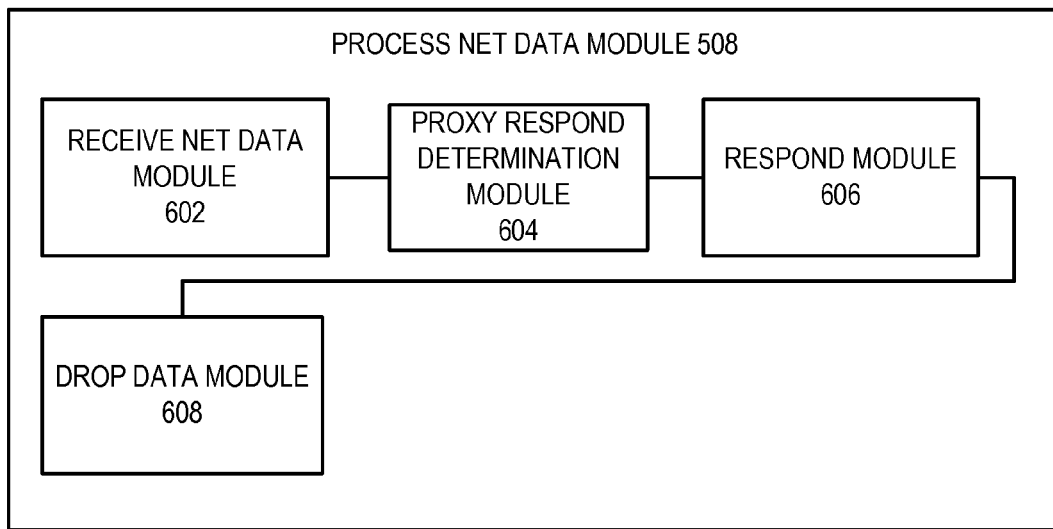 PROCESS NET DATA MODULE 508
RECEIVE NET DATA
MODULE
602
PROXY RESPOND
DETERMINATION
MODULE
604
RESPOND MODULE
606
DROP DATA MODULE
608